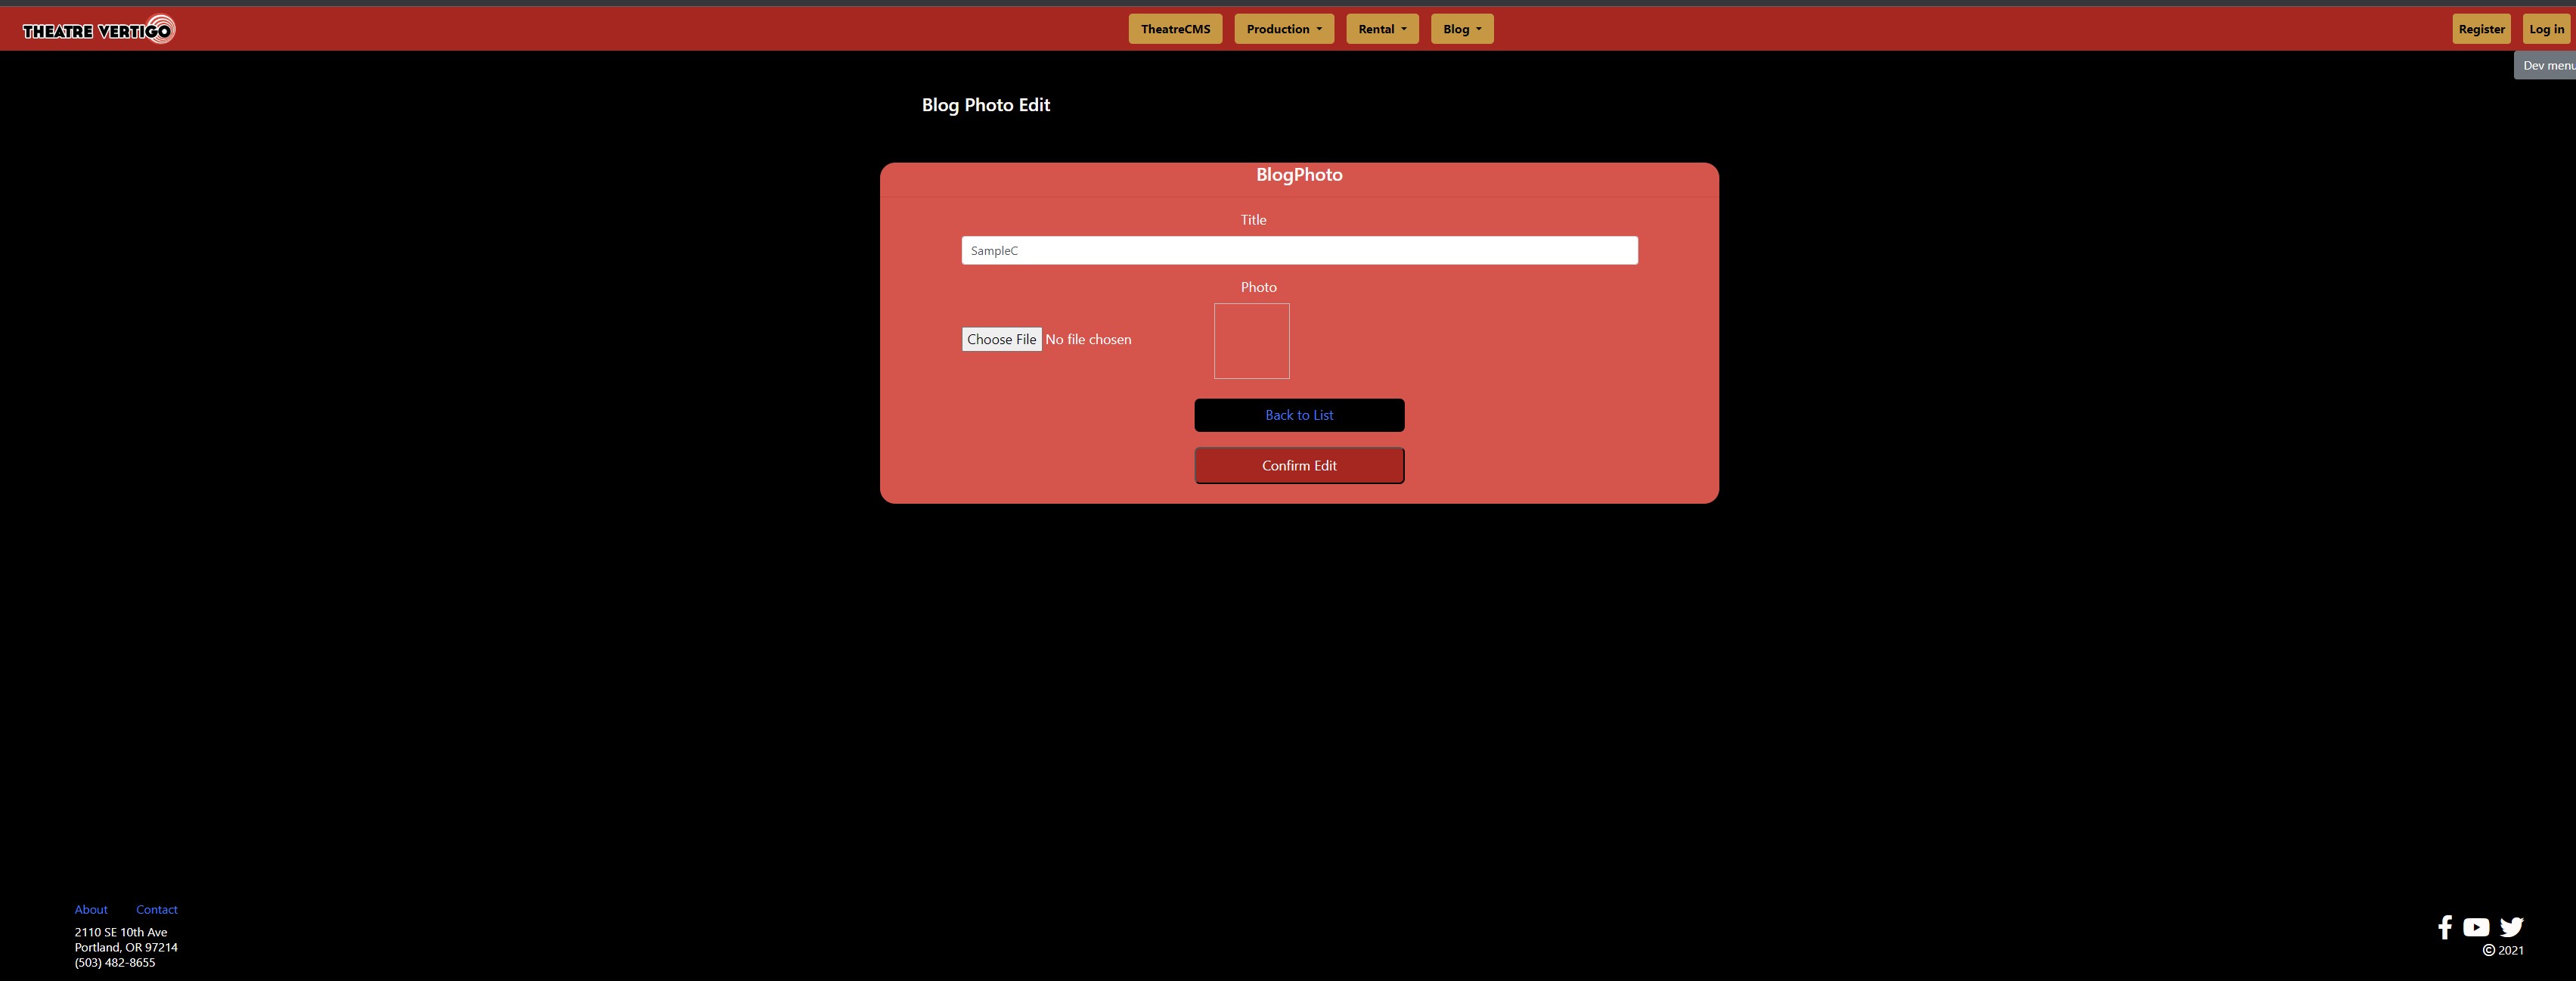 THEATRE VERTIGO
TheatreCMS
Production
Rental
Blog
Register
Log in
Dev menu
Blog Photo Edit
BlogPhoto
Title
SampleC
Photo
Choose File No file chosen
Back to List
Confirm Edit
About Contact
2110 SE 10th Ave
Portland, OR 97214
(503) 482-8655
© 2021